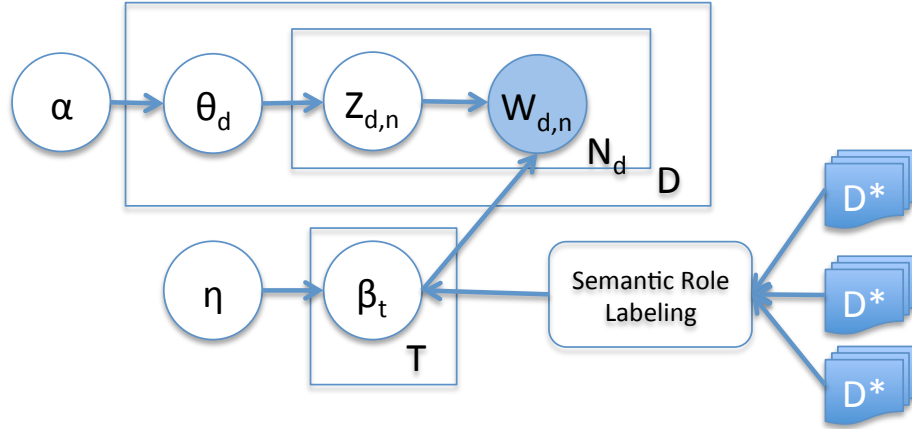 α
θd
Zd,n
Wd,n
Nd
D
D*
η
βt
T
Semantic Role
Labeling
D*
D*